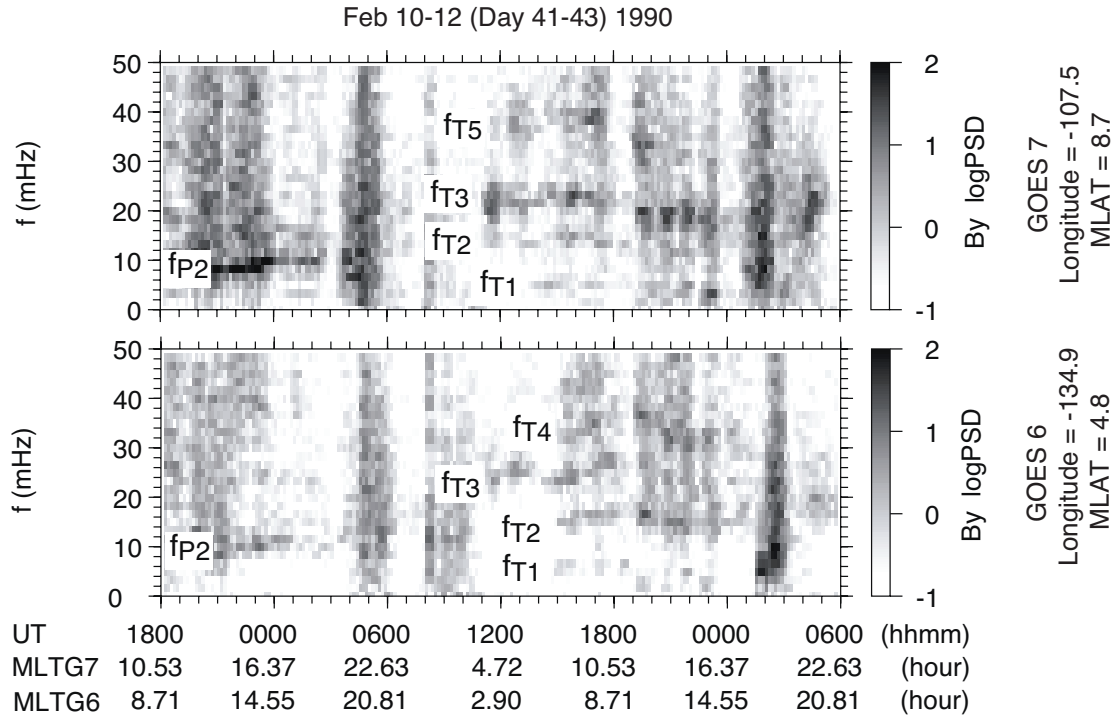 Feb 10-12 (Day 41-43) 1990
50
40
30
20
10
0
f (mHz)
fT5
fT3
fT2
fP2
fT1
2
1
0
-1
By logPSD
GOES 7
Longitude = -107.5
MLAT = 8.7
50
40
30
20
10
0
f (mHz)
fT4
fT3
fT2
fP2
fT1
2
1
0
-1
By logPSD
GOES 6
Longitude = -134.9
MLAT = 4.8
UT 1800 0000 0600 1200 1800 0000 0600 (hhmm)
MLTG7 10.53 16.37 22.63 4.72 10.53 16.37 22.63 (hour)
MLTG6 8.71 14.55 20.81 2.90 8.71 14.55 20.81 (hour)